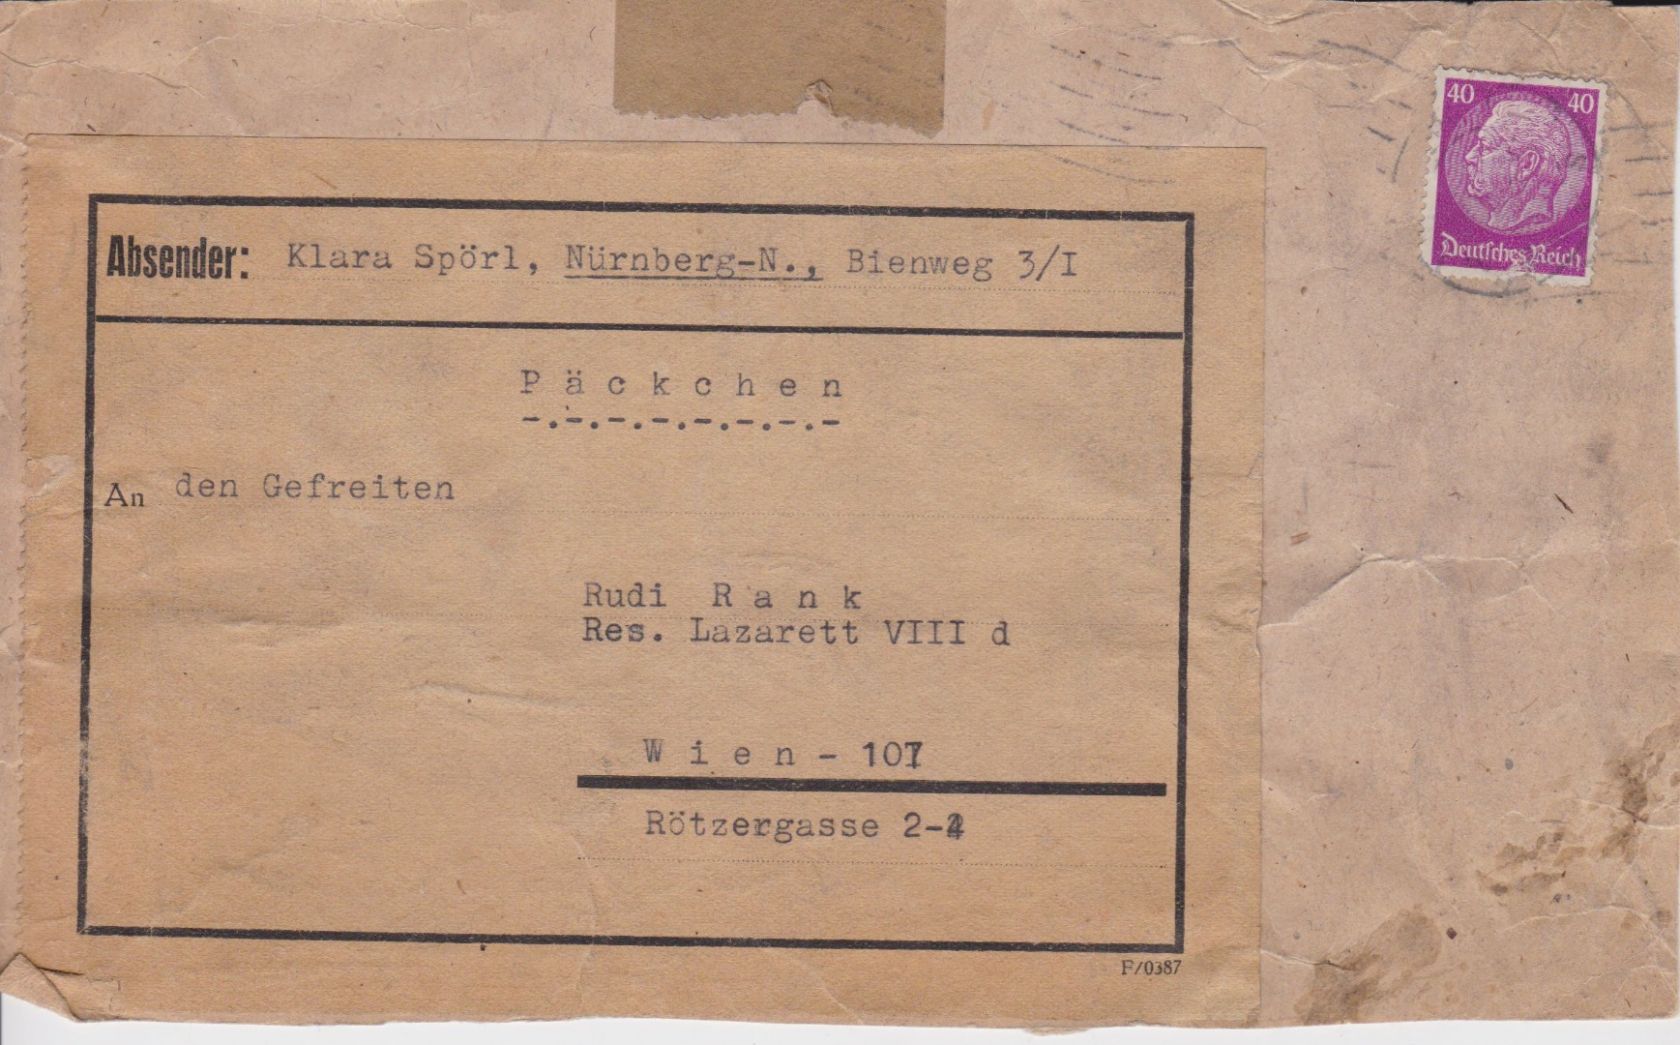 40 40
Deutsches Reich
Absender: Klara Spörl, Nürnberg-N., Bienweg 3/I
Päckchen
-.-.-.-.-.-.-.-
An den Gefreiten
Rudi Rank
Res. Lazarett VIII d
Wien - 107
Rötzergasse 2-4
F/0387